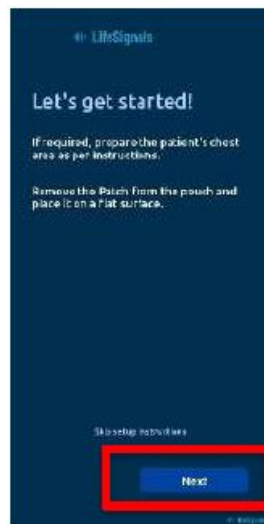 LifeSignals
Let's get started!
If required, prepare the patient's chest
area as per instructions.
Remove the Patch from the pouch and
place it on a flat surface.
Skip setup instructions
Next